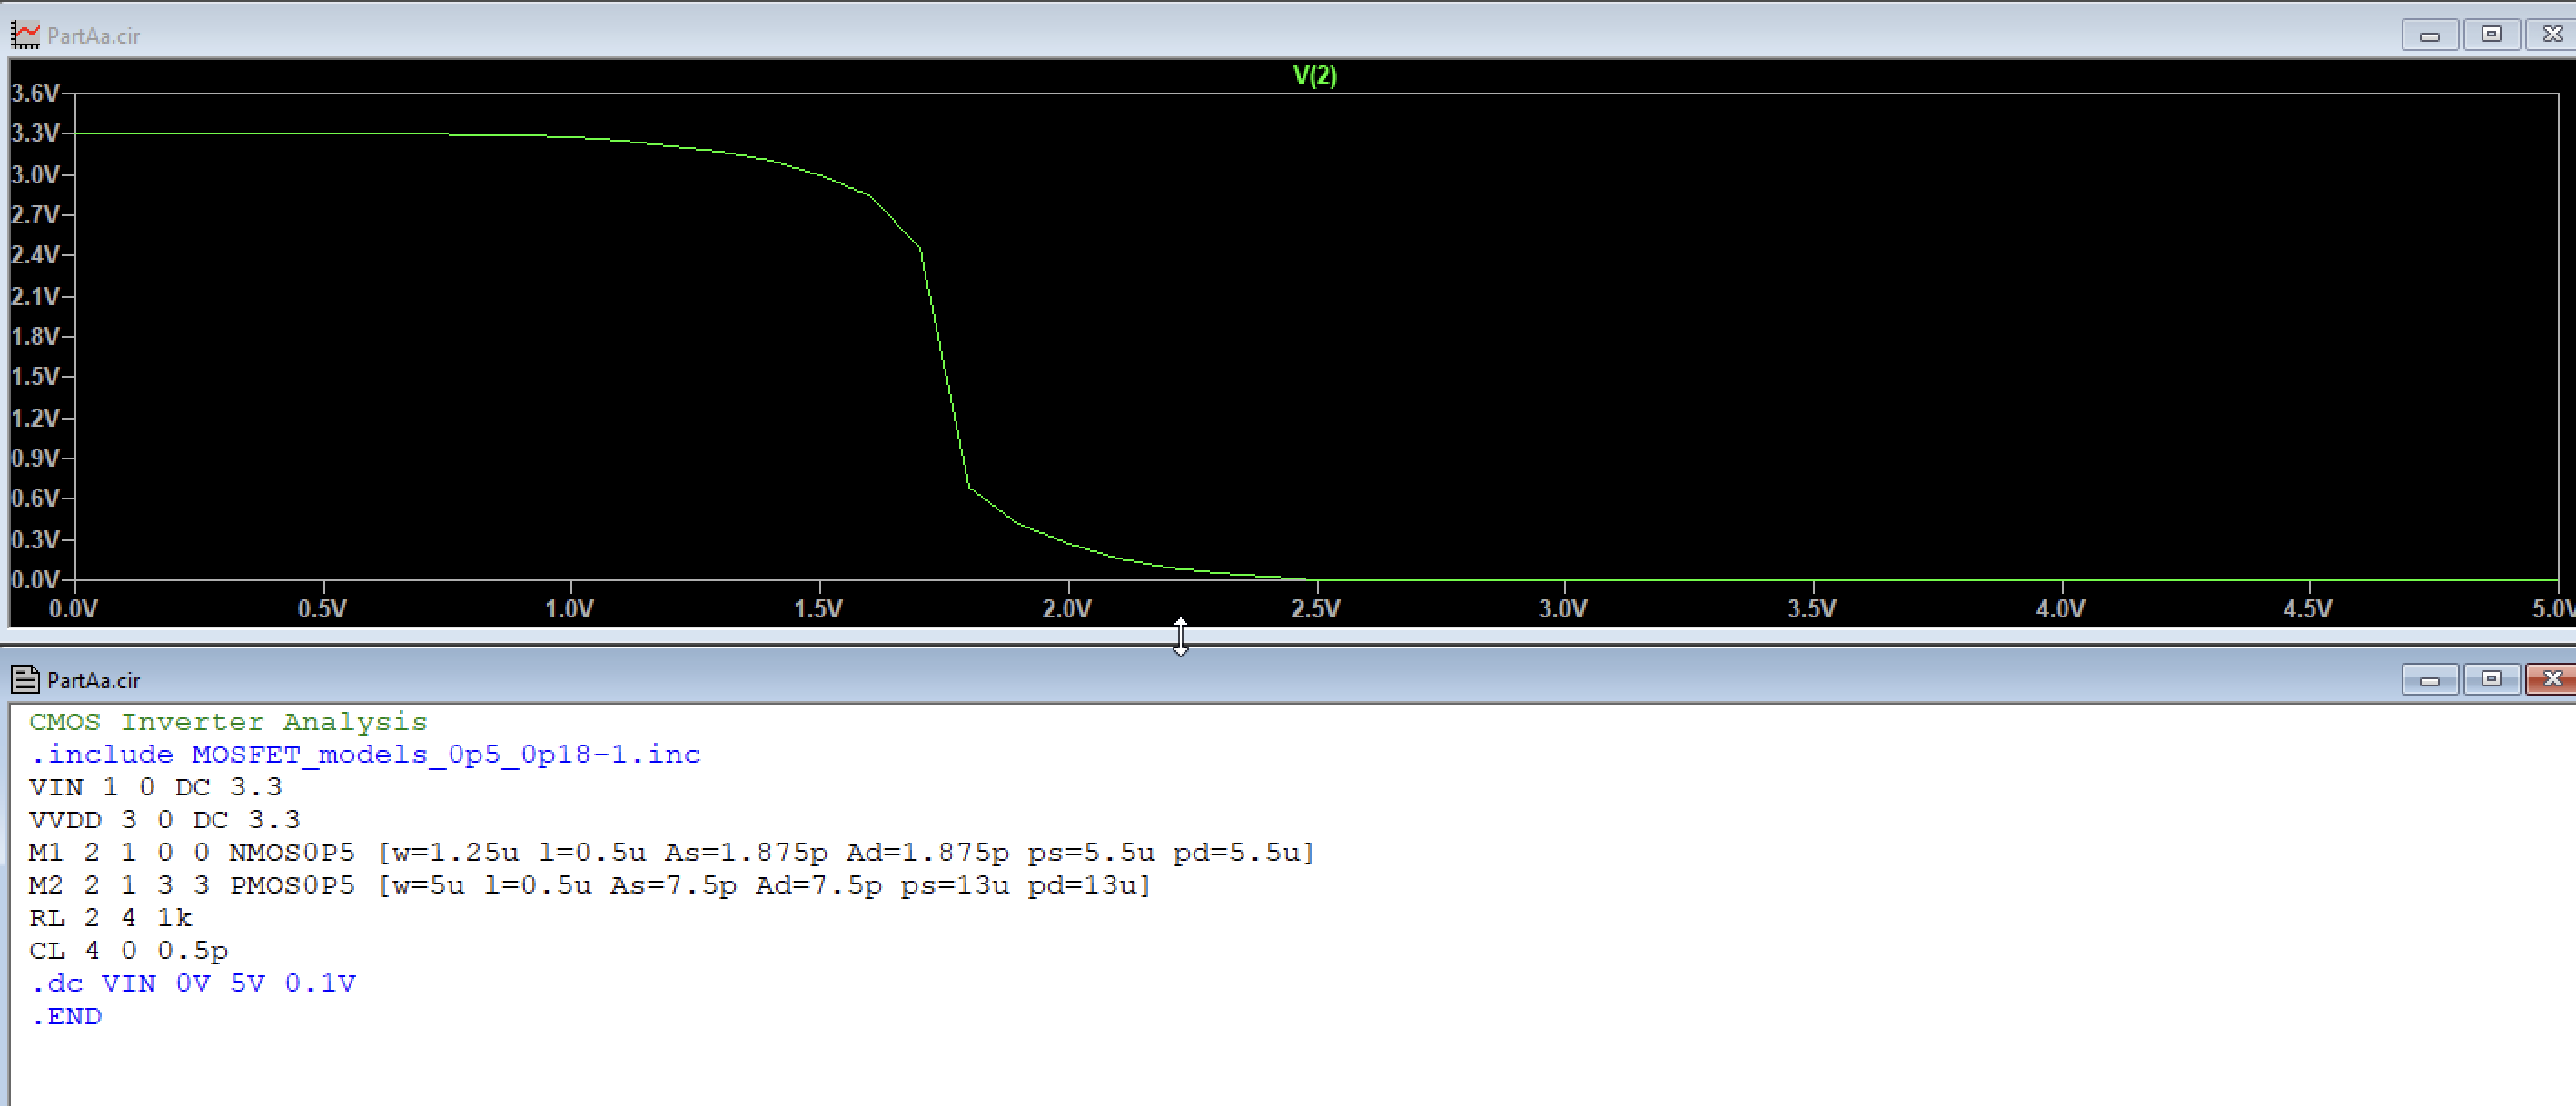 PartAa.cir
V(2)
3.6V
3.3V
3.0V
2.7V
2.4V
2.1V
1.8V
1.5V
1.2V
0.9V
0.6V
0.3V
0.0V
0.0V 0.5V 1.0V 1.5V 2.0V 2.5V 3.0V 3.5V 4.0V 4.5V 5.0V
PartAa.cir
CMOS Inverter Analysis
.include MOSFET_models_0p5_0p18-1.inc
VIN 1 0 DC 3.3
VVDD 3 0 DC 3.3
M1 2 1 0 0 NMOS0P5 [w=1.25u l=0.5u As=1.875p Ad=1.875p ps=5.5u pd=5.5u]
M2 2 1 3 3 PMOS0P5 [w=5u l=0.5u As=7.5p Ad=7.5p ps=13u pd=13u]
RL 2 4 1k
CL 4 0 0.5p
.dc VIN 0V 5V 0.1V
.END